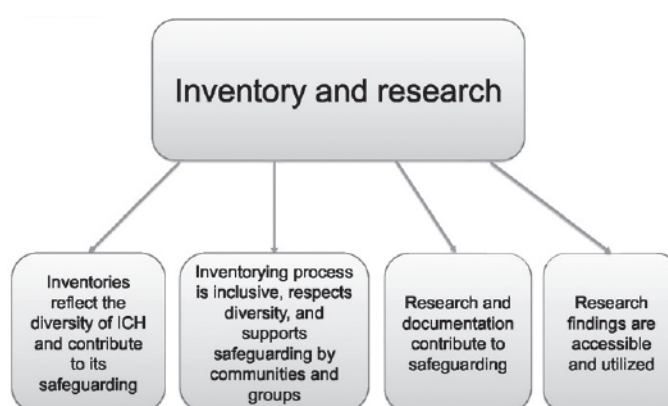 Inventory and research
Inventories
reflect the
diversity of ICH
and contribute
to its
safeguarding
Inventorying process
is inclusive, respects
diversity, and
supports
safeguarding by
communities and
groups
Research and
documentation
contribute to
safeguarding
Research
findings are
accessible
and utilized